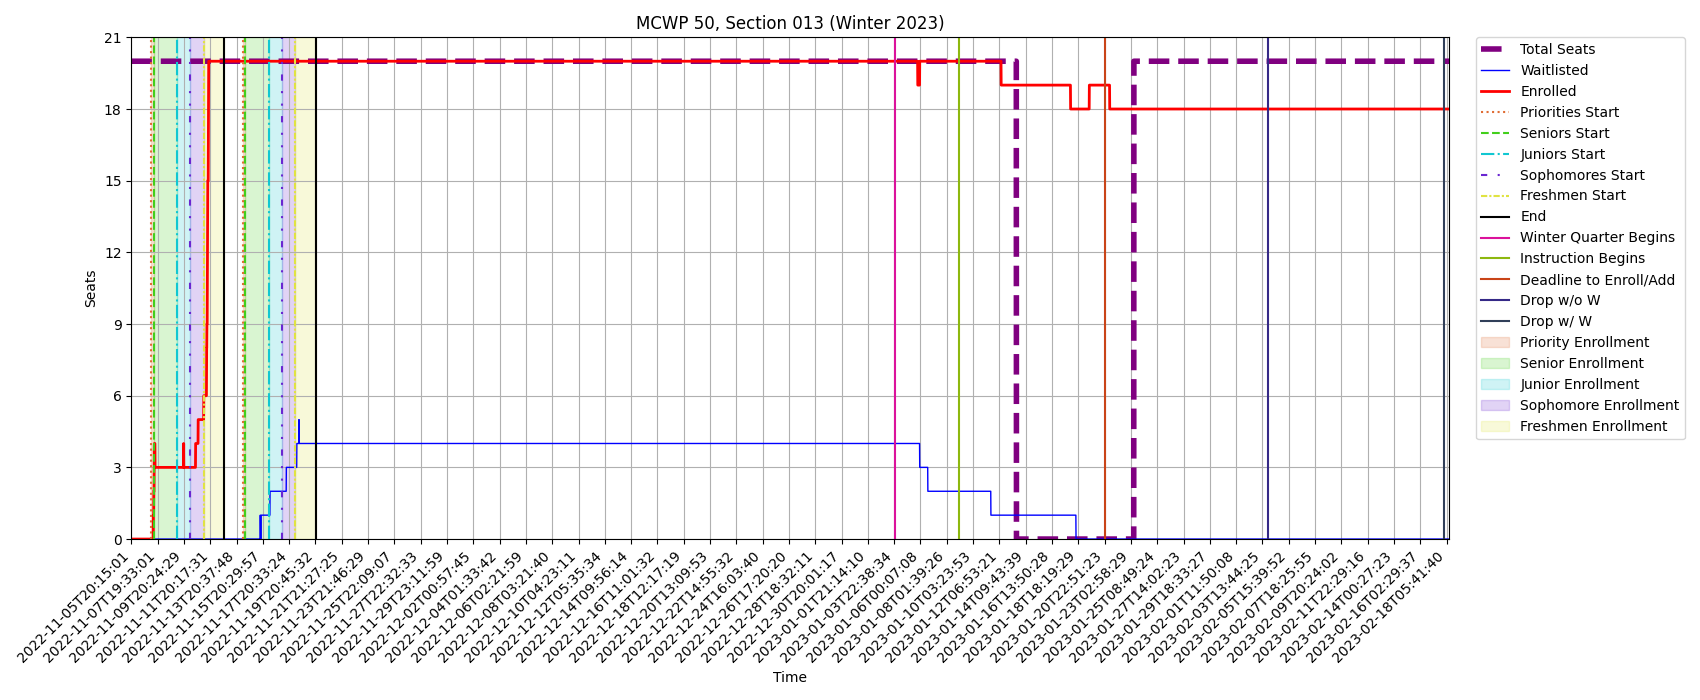 MCWP 50, Section 013 (Winter 2023)
21
18
15
12
9
6
3
0
Seats
2022-11-05T20:15:01
2022-11-07T19:33:01
2022-11-09T20:24:29
2022-11-11T20:17:31
2022-11-13T20:37:48
2022-11-15T20:29:57
2022-11-17T20:33:24
2022-11-19T20:45:32
2022-11-21T21:27:25
2022-11-23T21:46:29
2022-11-25T22:09:07
2022-11-27T22:32:33
2022-11-29T23:11:59
2022-12-02T00:57:45
2022-12-04T01:33:42
2022-12-06T02:21:59
2022-12-08T03:21:40
2022-12-10T04:23:11
2022-12-12T05:35:34
2022-12-14T09:56:14
2022-12-16T11:01:32
2022-12-18T12:17:19
2022-12-20T13:09:53
2022-12-22T14:55:32
2022-12-24T16:03:40
2022-12-26T17:20:20
2022-12-28T18:32:11
2022-12-30T20:01:17
2023-01-01T21:14:10
2023-01-03T22:38:34
2023-01-06T00:07:08
2023-01-08T01:39:26
2023-01-10T03:23:53
2023-01-12T06:53:21
2023-01-14T09:43:39
2023-01-16T13:50:28
2023-01-18T18:19:29
2023-01-20T22:51:23
2023-01-23T02:58:29
2023-01-25T08:49:24
2023-01-27T14:02:23
2023-01-29T18:33:27
2023-02-01T11:50:08
2023-02-03T13:44:25
2023-02-05T15:39:52
2023-02-07T18:25:55
2023-02-09T20:24:02
2023-02-11T22:29:16
2023-02-14T00:27:23
2023-02-16T02:29:37
2023-02-18T05:41:40
Time
Total Seats
Waitlisted
Enrolled
Priorities Start
Seniors Start
Juniors Start
Sophomores Start
Freshmen Start
End
Winter Quarter Begins
Instruction Begins
Deadline to Enroll/Add
Drop w/o W
Drop w/ W
Priority Enrollment
Senior Enrollment
Junior Enrollment
Sophomore Enrollment
Freshmen Enrollment